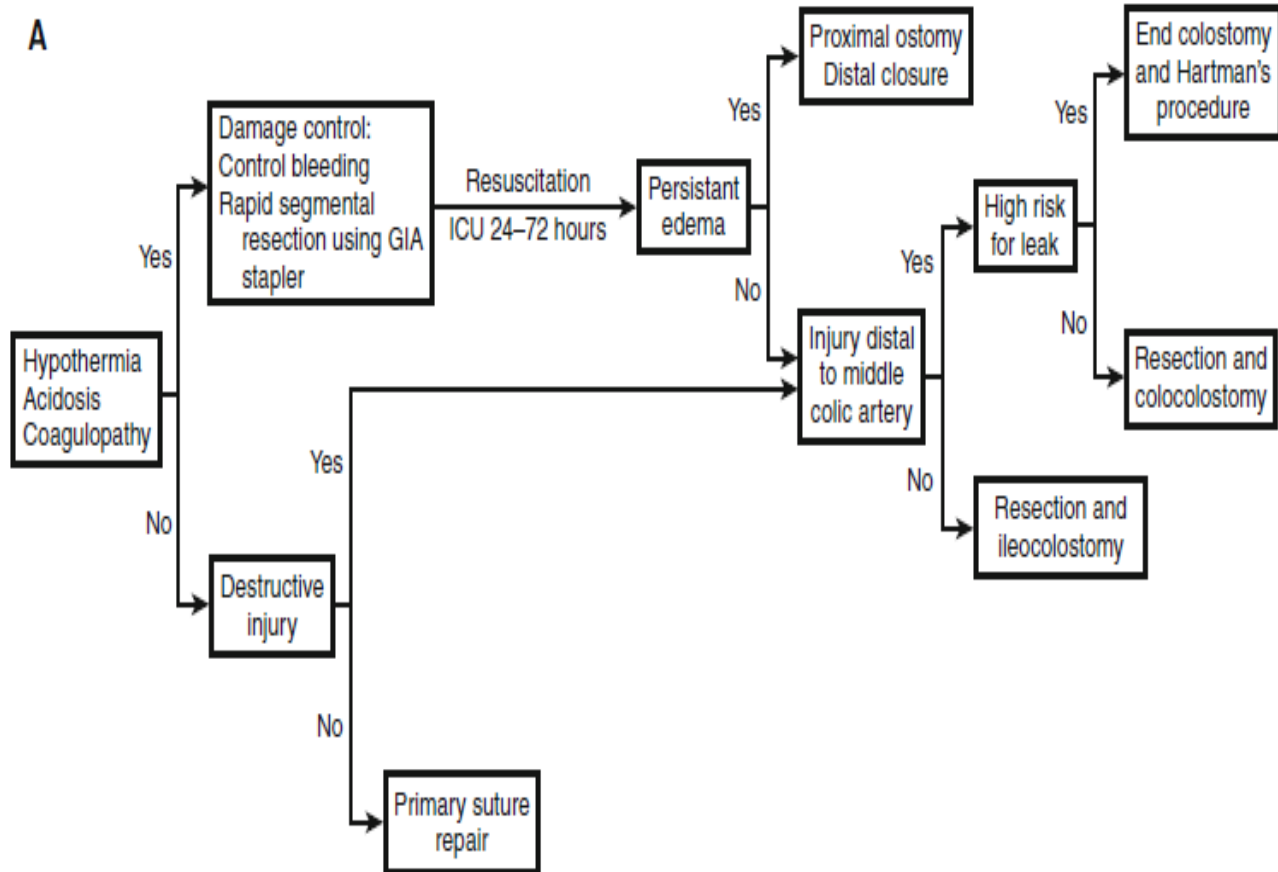 A
Hypothermia
Acidosis
Coagulopathy
Yes
No
Damage control:
Control bleeding
Rapid segmental
resection using GIA
stapler
Resuscitation
ICU 24–72 hours
Persistant
edema
Yes
No
Proximal ostomy
Distal closure
Destructive
injury
Yes
No
Primary suture
repair
Injury distal
to middle
colic artery
Yes
No
High risk
for leak
Yes
No
End colostomy
and Hartman's
procedure
Resection and
colocolostomy
Resection and
ileocolostomy